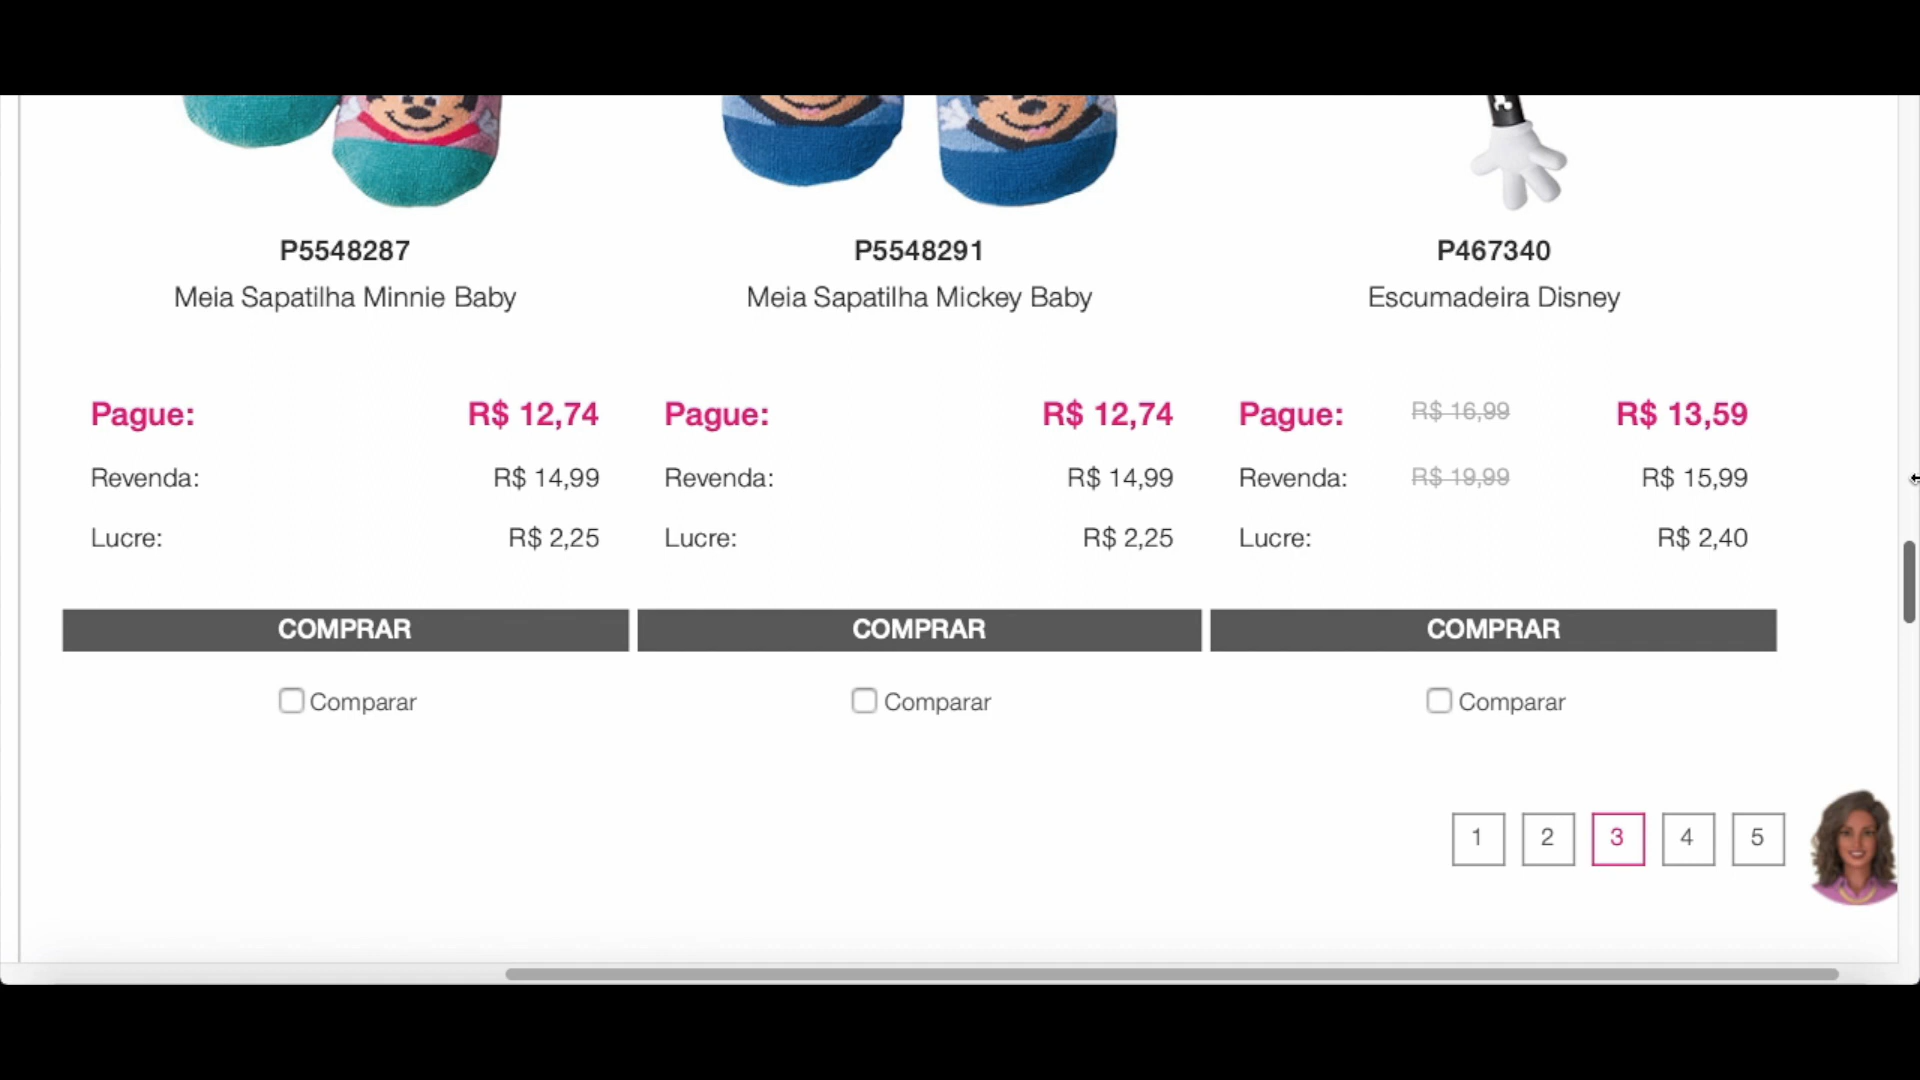 P5548287
Meia Sapatilha Minnie Baby
Pague: R$ 12,74
Revenda: R$ 14,99
Lucre: R$ 2,25
COMPRAR
Comparar
P5548291
Meia Sapatilha Mickey Baby
Pague: R$ 12,74
Revenda: R$ 14,99
Lucre: R$ 2,25
COMPRAR
Comparar
P467340
Escumadeira Disney
Pague: R$ 16,99 R$ 13,59
Revenda: R$ 19,99 R$ 15,99
Lucre: R$ 2,40
COMPRAR
Comparar
1 2 3 4 5